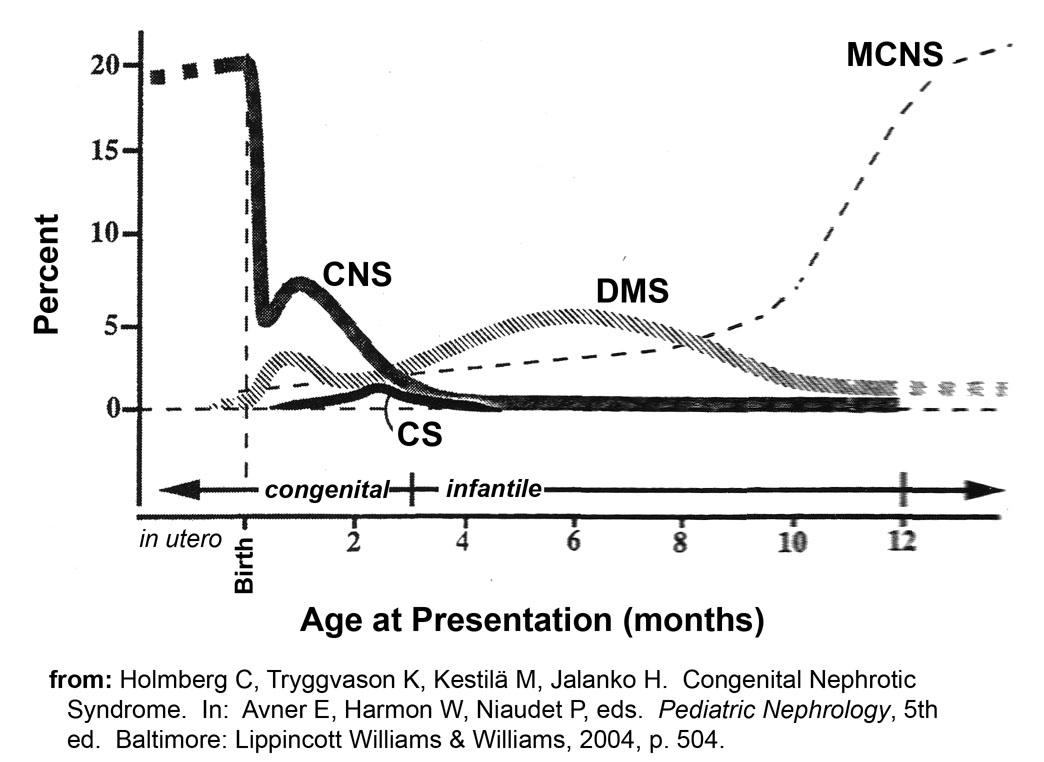 MCNS
20
15
10
5
0
Percent
CNS
DMS
CS
congenital
infantile
in utero
Birth
2
4
6
8
10
12
Age at Presentation (months)
from: Holmberg C, Tryggvason K, Kestilä M, Jalanko H. Congenital Nephrotic
Syndrome. In: Avner E, Harmon W, Niaudet P, eds. Pediatric Nephrology, 5th
ed. Baltimore: Lippincott Williams & Williams, 2004, p. 504.